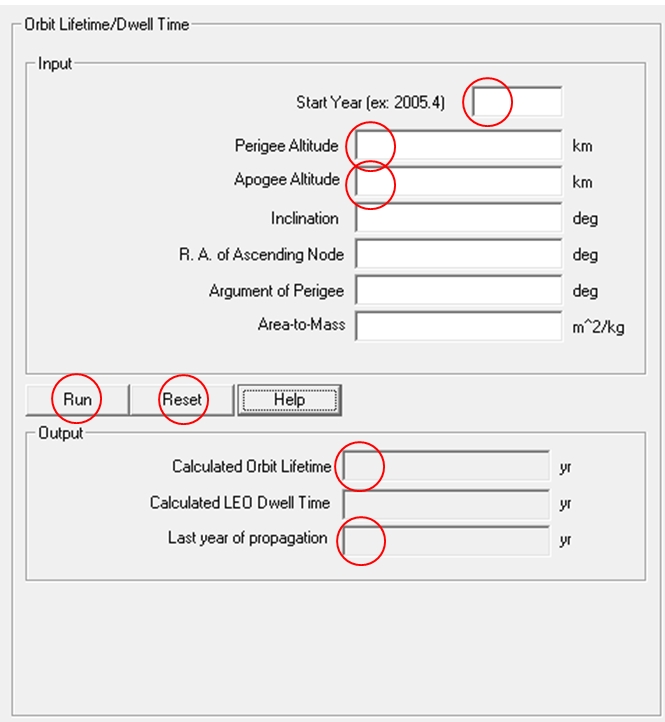 Orbit Lifetime/Dwell Time
Input
Start Year (ex: 2005.4)
Perigee Altitude km
Apogee Altitude km
Inclination deg
R. A. of Ascending Node deg
Argument of Perigee deg
Area-to-Mass m^2/kg
Run Reset Help
Output
Calculated Orbit Lifetime yr
Calculated LEO Dwell Time yr
Last year of propagation yr